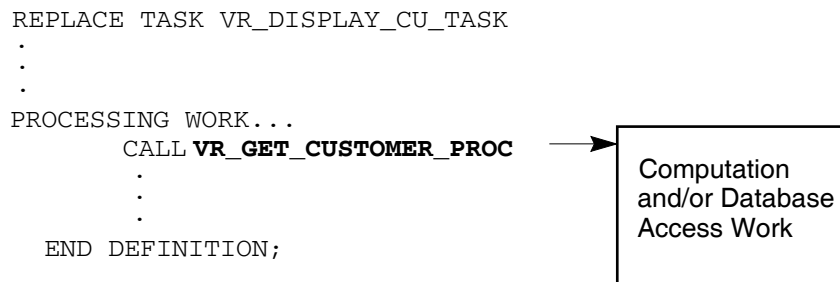 REPLACE TASK VR_DISPLAY_CU_TASK
.
.
.
PROCESSING WORK...
CALL VR_GET_CUSTOMER_PROC
.
.
.
END DEFINITION;
Computation
and/or Database
Access Work